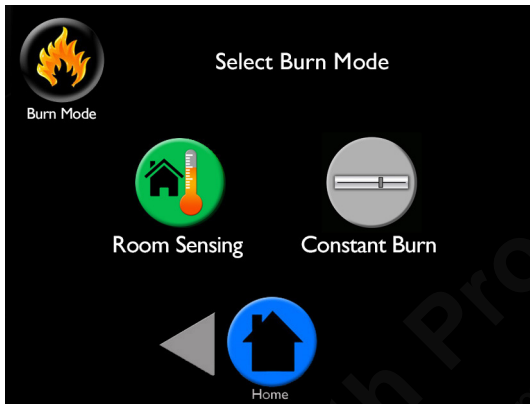 Select Burn Mode
Burn Mode
Room Sensing
Constant Burn
Home